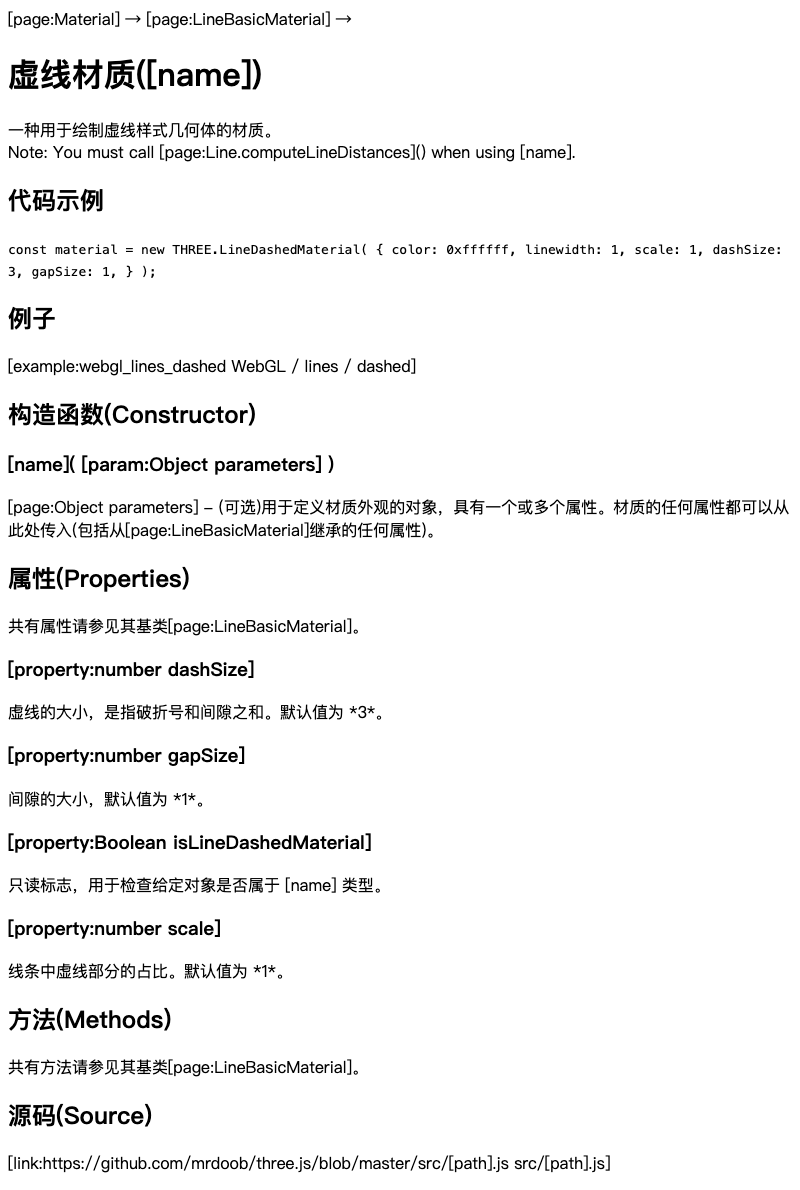 [page:Material] → [page:LineBasicMaterial] →
虚线材质([name])
一种用于绘制虚线样式几何体的材质。
Note: You must call [page:Line.computeLineDistances]() when using [name].
代码示例
const material = new THREE.LineDashedMaterial( { color: 0xffffff, linewidth: 1, scale: 1, dashSize:
3, gapSize: 1, } );
例子
[example:webgl_lines_dashed WebGL / lines / dashed]
构造函数(Constructor)
[name]( [param:Object parameters] )
[page:Object parameters] – (可选)用于定义材质外观的对象，具有一个或多个属性。材质的任何属性都可以从
此处传入(包括从[page:LineBasicMaterial]继承的任何属性)。
属性(Properties)
共有属性请参见其基类[page:LineBasicMaterial]。
[property:number dashSize]
虚线的大小，是指破折号和间隙之和。默认值为 *3*。
[property:number gapSize]
间隙的大小，默认值为 *1*。
[property:Boolean isLineDashedMaterial]
只读标志，用于检查给定对象是否属于 [name] 类型。
[property:number scale]
线条中虚线部分的占比。默认值为 *1*。
方法(Methods)
共有方法请参见其基类[page:LineBasicMaterial]。
源码(Source)
[link:https://github.com/mrdoob/three.js/blob/master/src/[path].js src/[path].js]